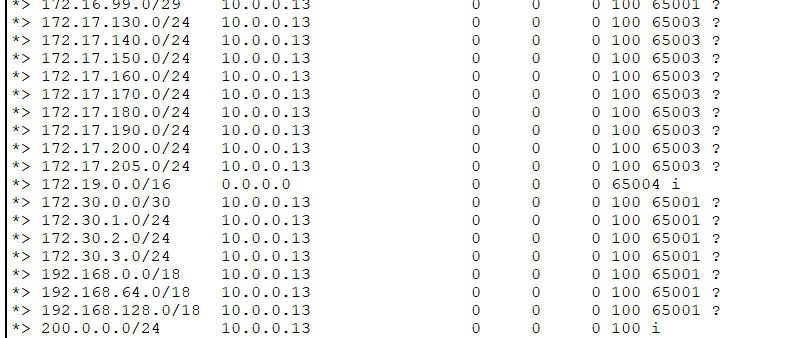 *> 172.16.99.0/29   10.0.0.13                0     0     0 100 65001 ?
*> 172.17.130.0/24  10.0.0.13                0     0     0 100 65003 ?
*> 172.17.140.0/24  10.0.0.13                0     0     0 100 65003 ?
*> 172.17.150.0/24  10.0.0.13                0     0     0 100 65003 ?
*> 172.17.160.0/24  10.0.0.13                0     0     0 100 65003 ?
*> 172.17.170.0/24  10.0.0.13                0     0     0 100 65003 ?
*> 172.17.180.0/24  10.0.0.13                0     0     0 100 65003 ?
*> 172.17.190.0/24  10.0.0.13                0     0     0 100 65003 ?
*> 172.17.200.0/24  10.0.0.13                0     0     0 100 65003 ?
*> 172.17.205.0/24  10.0.0.13                0     0     0 100 65003 ?
*> 172.19.0.0/16    0.0.0.0                  0     0     0 65004 i
*> 172.30.0.0/30    10.0.0.13                0     0     0 100 65001 ?
*> 172.30.1.0/24    10.0.0.13                0     0     0 100 65001 ?
*> 172.30.2.0/24    10.0.0.13                0     0     0 100 65001 ?
*> 172.30.3.0/24    10.0.0.13                0     0     0 100 65001 ?
*> 192.168.0.0/18   10.0.0.13                0     0     0 100 65001 ?
*> 192.168.64.0/18  10.0.0.13                0     0     0 100 65001 ?
*> 192.168.128.0/18 10.0.0.13                0     0     0 100 65001 ?
*> 200.0.0.0/24     10.0.0.13                0     0     0 100 i